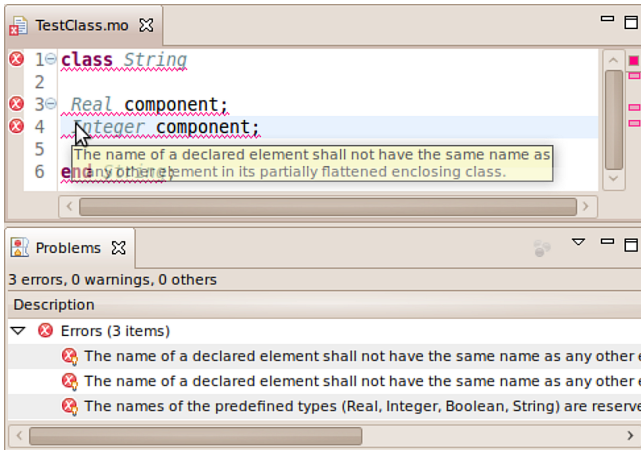 TestClass.mo
1 class String
2
3 Real component;
4 Integer component;
5
The name of a declared element shall not have the same name as
any other element in its partially flattened enclosing class.
6 end String;
Problems
3 errors, 0 warnings, 0 others
Description
Errors (3 items)
The name of a declared element shall not have the same name as any other e
The name of a declared element shall not have the same name as any other e
The names of the predefined types (Real, Integer, Boolean, String) are reserve